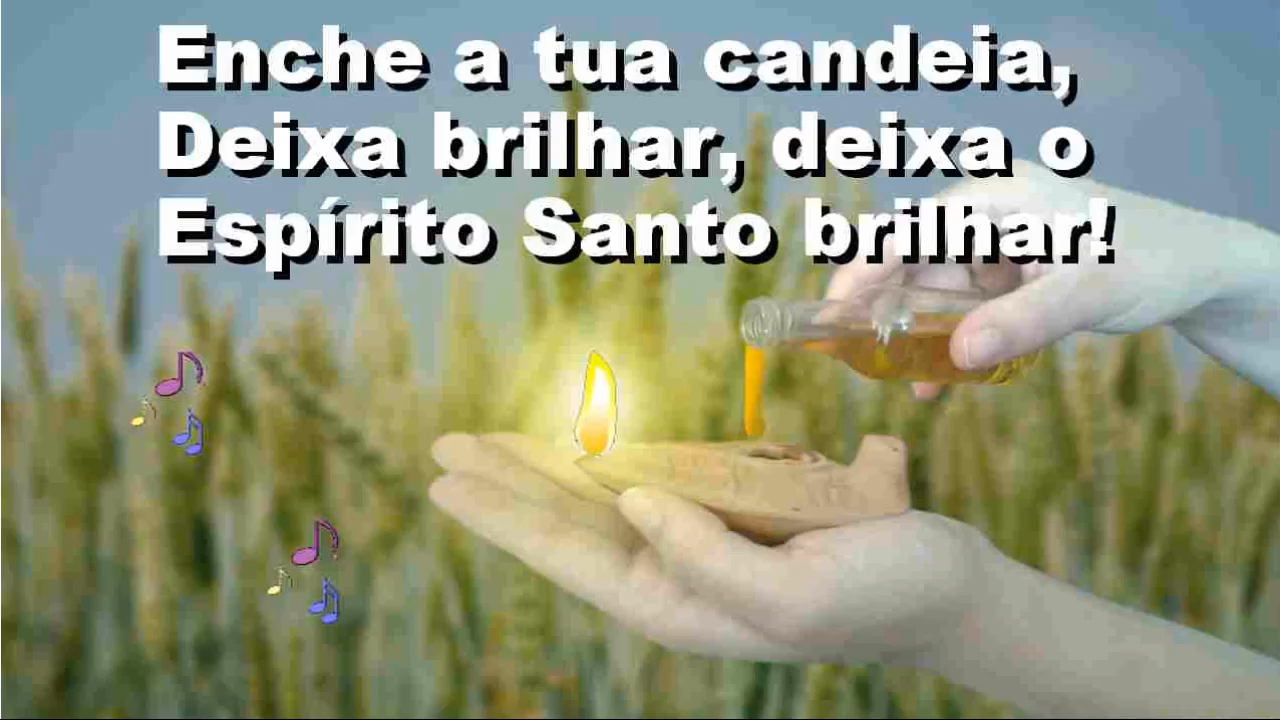 Enche a tua candeia,
Deixa brilhar, deixa o
Espírito Santo brilhar!